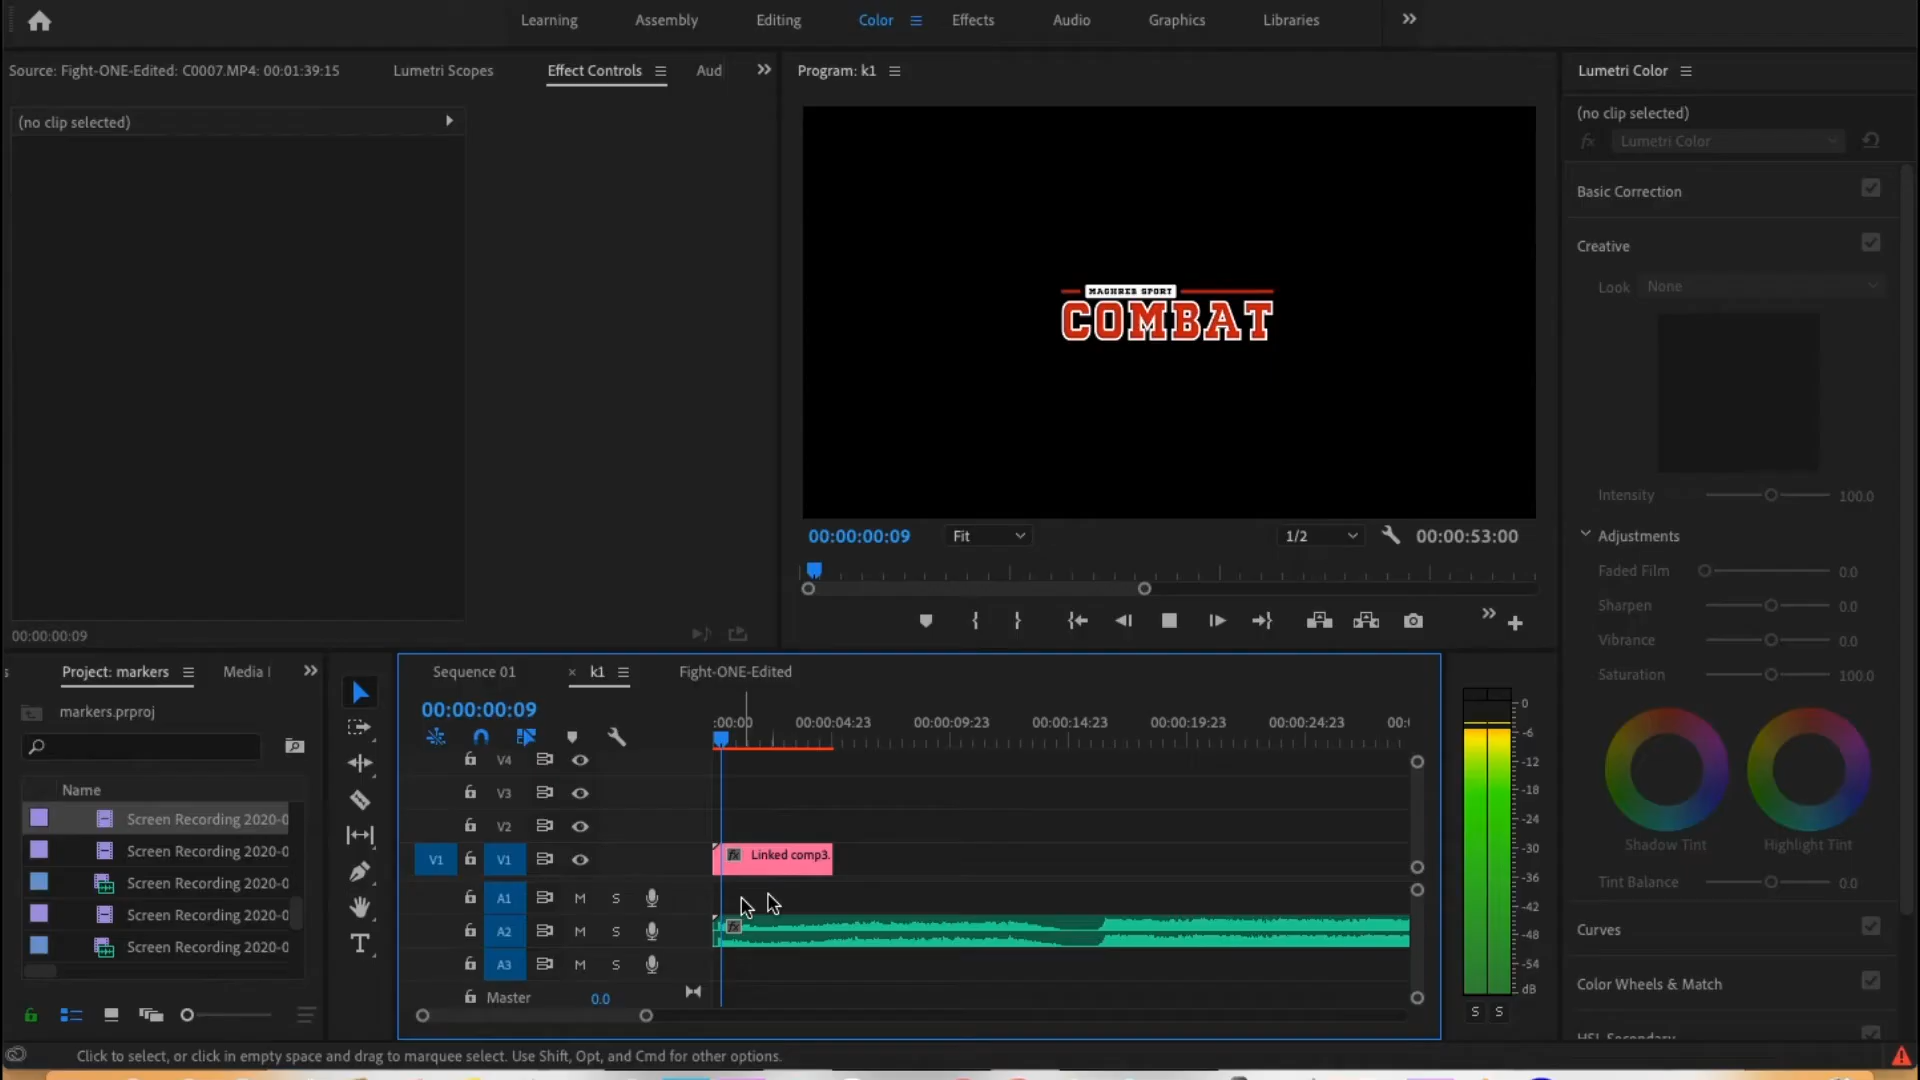 Learning Assembly Editing Color Effects Audio Graphics Libraries
Source: Fight-ONE-Edited: C0007.MP4: 00:01:39:15 Lumetri Scopes Effect Controls Aud Program: k1 Lumetri Color
(no clip selected)
(no clip selected)
fx Lumetri Color
Basic Correction
Creative
Look None
MAGHREB SPORT
COMBAT
Intensity 100.0
00:00:00:09 Fit 1/2 00:00:53:00
Adjustments
Faded Film 0.0
Sharpen 0.0
Vibrance 0.0
Saturation 100.0
00:00:00:09
Project: markers Media
Sequence 01 × k1 Fight-ONE-Edited
markers.prproj
00:00:00:09
:00:00 00:00:04:23 00:00:09:23 00:00:14:23 00:00:19:23 00:00:24:23 00:0
Name
Screen Recording 2020-0
Screen Recording 2020-0
Screen Recording 2020-0
Screen Recording 2020-0
Screen Recording 2020-0
V4
V3
V2
V1 V1 fx Linked comp3.
A1 M S
A2 M S fx
A3 M S
Master 0.0
0
-6
-12
-18
-24
-30
-36
-42
-48
-54
dB
S S
Shadow Tint Highlight Tint
Tint Balance 0.0
Curves
Color Wheels & Match
HSL Secondary
Click to select, or click in empty space and drag to marquee select. Use Shift, Opt, and Cmd for other options.